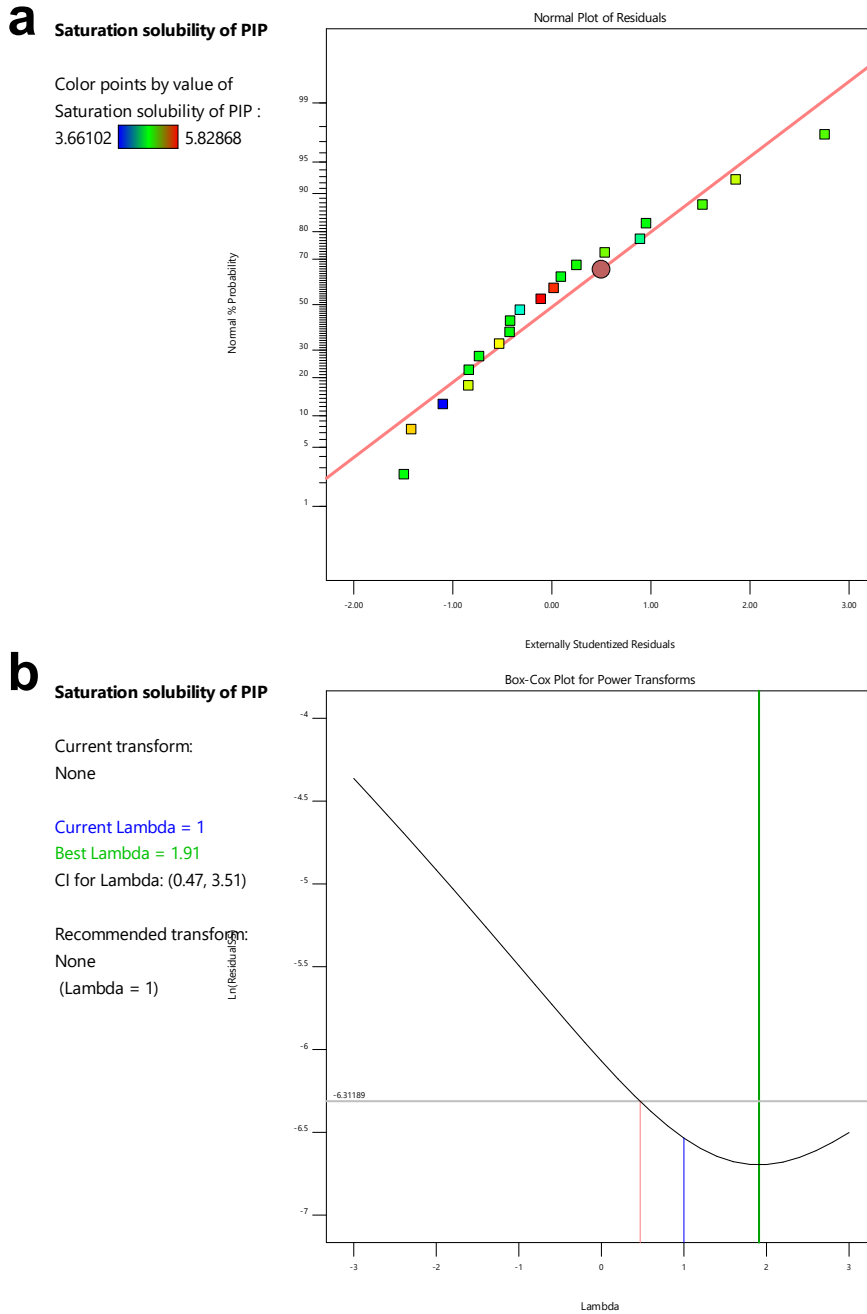 a
Saturation solubility of PIP
Color points by value of
Saturation solubility of PIP :
3.66102 5.82868
Normal Plot of Residuals
Normal % Probability
99
95
90
80
70
50
30
20
10
5
1
-2.00 -1.00 0.00 1.00 2.00 3.00
Externally Studentized Residuals
b
Saturation solubility of PIP
Current transform:
None
Current Lambda = 1
Best Lambda = 1.91
CI for Lambda: (0.47, 3.51)
Recommended transform:
None
(Lambda = 1)
Box-Cox Plot for Power Transforms
Ln(ResidualSS)
-4
-4.5
-5
-5.5
-6
-6.31189
-6.5
-7
-3 -2 -1 0 1 2 3
Lambda